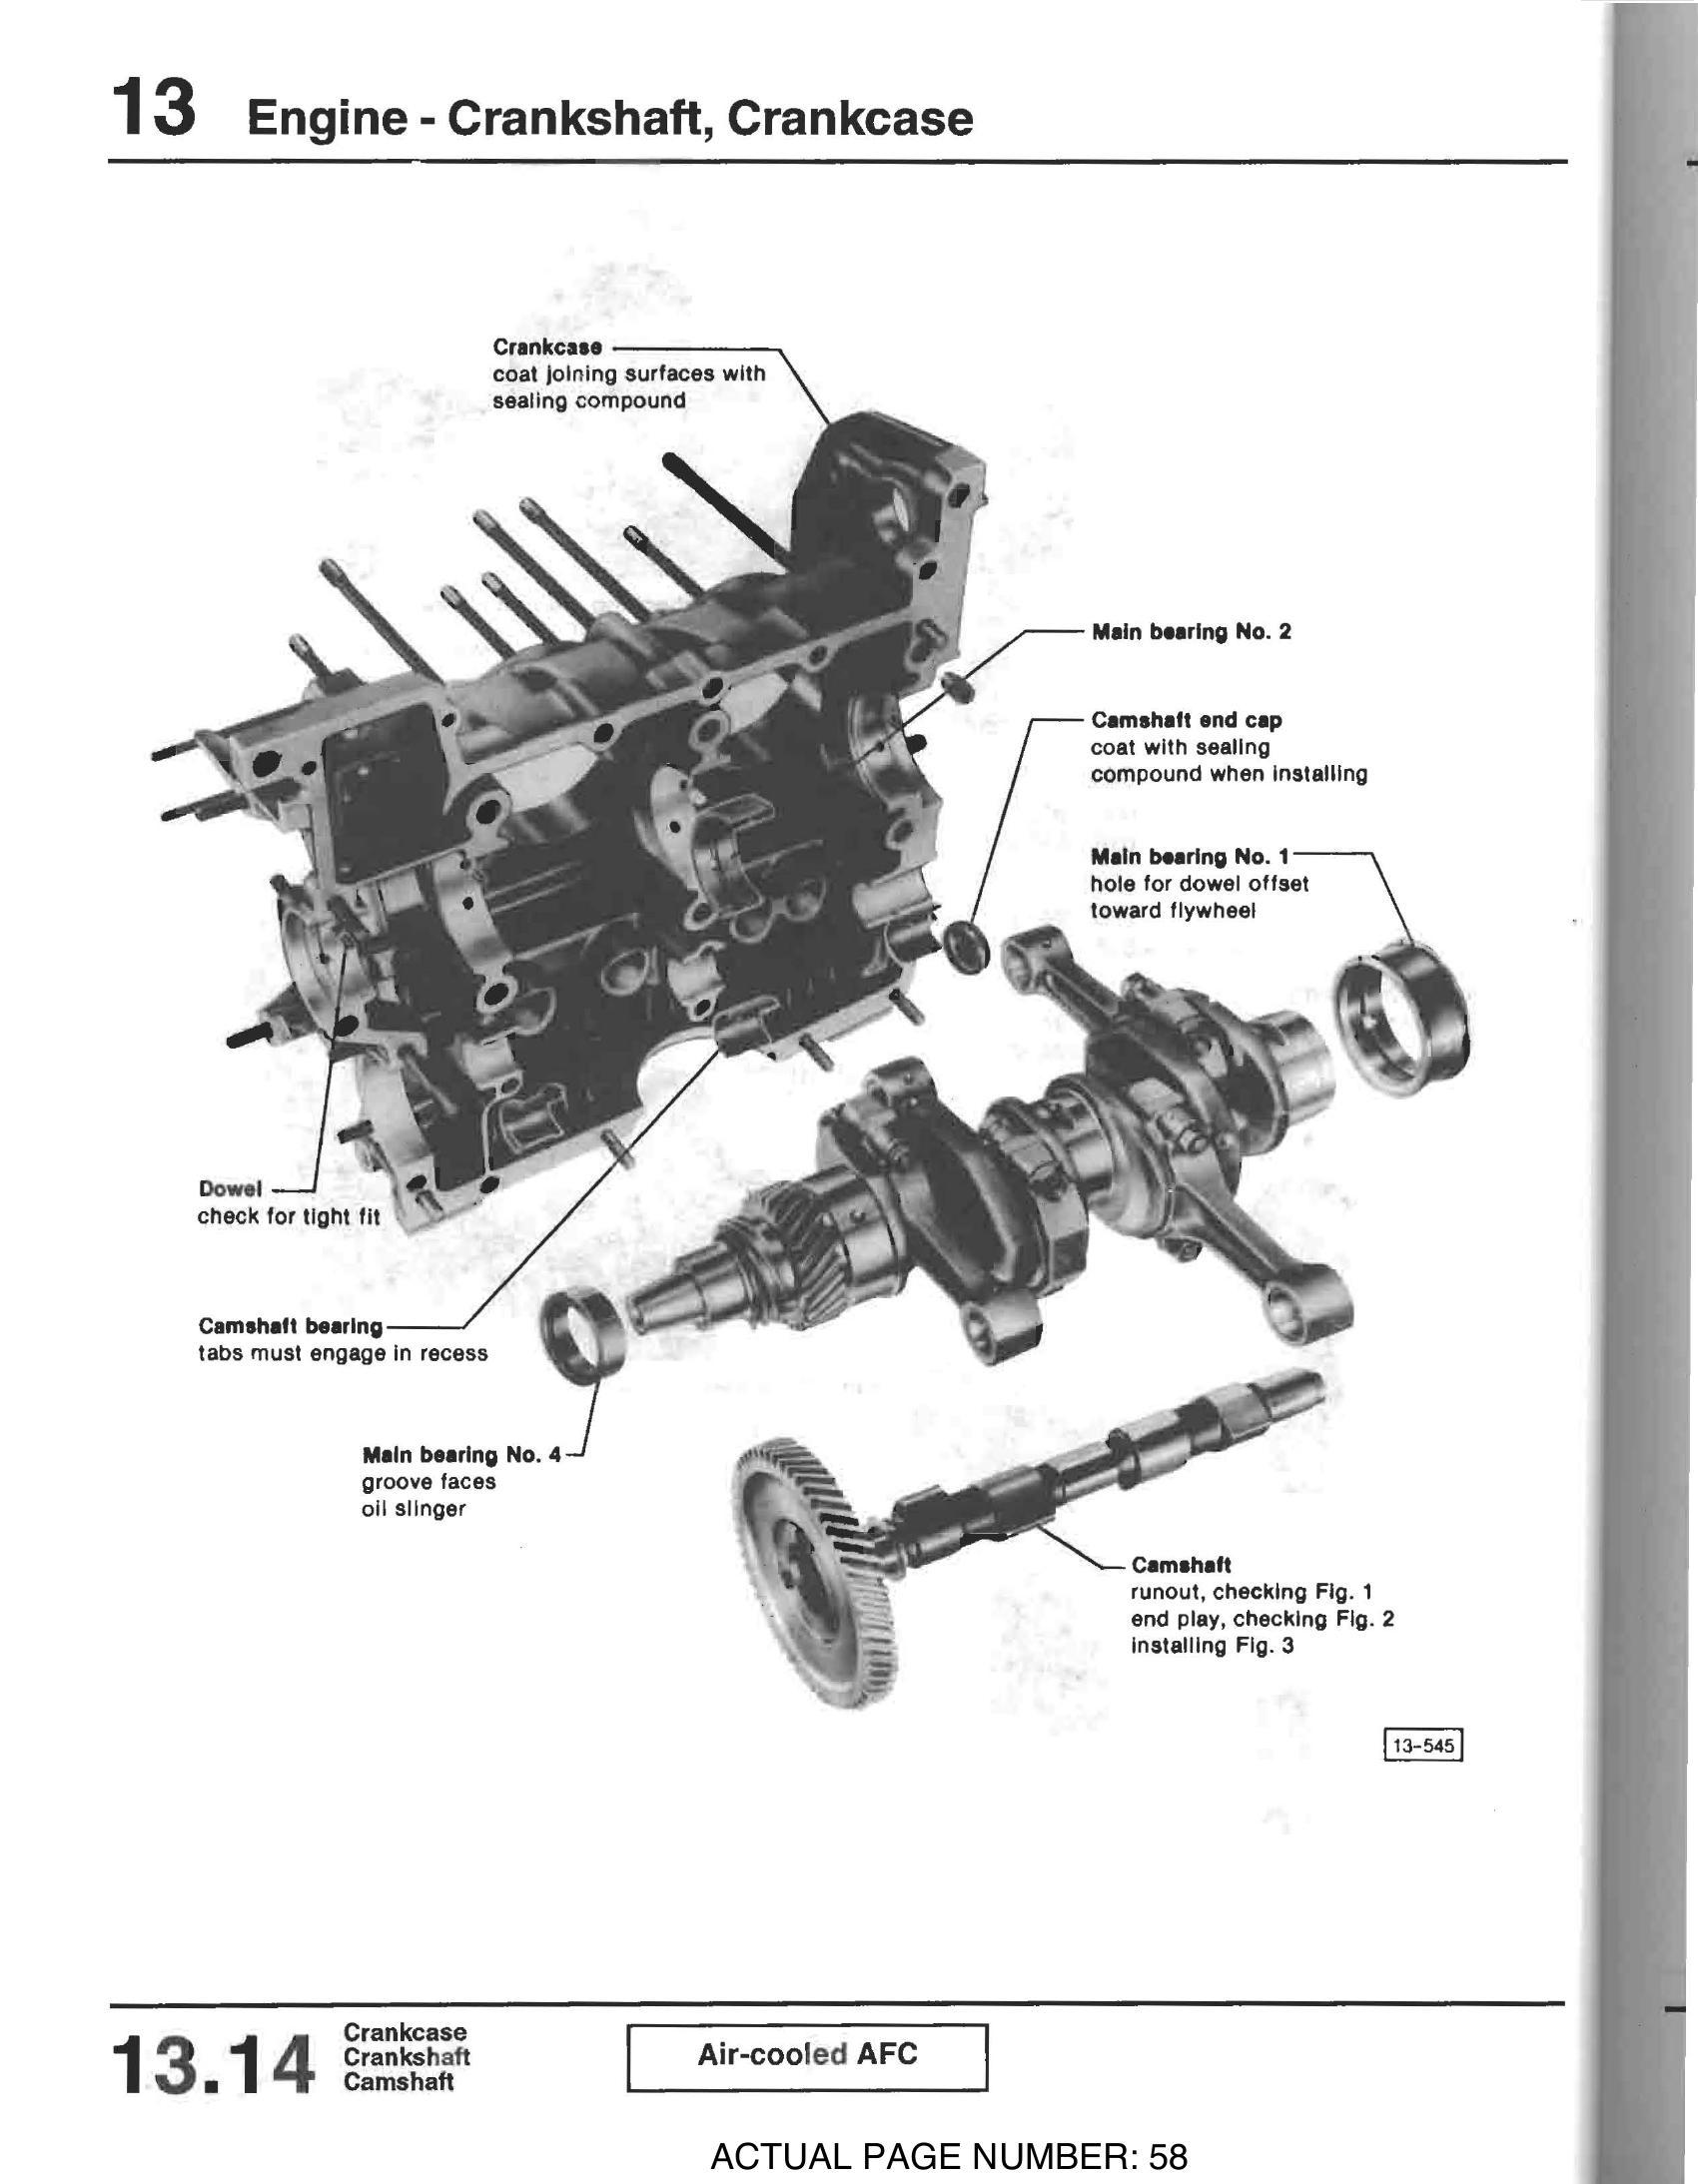 13 Engine - Crankshaft, Crankcase
Crankcase
coat joining surfaces with
sealing compound
Main bearing No. 2
Camshaft end cap
coat with sealing
compound when installing
Main bearing No. 1
hole for dowel offset
toward flywheel
Dowel
check for tight fit
Camshaft bearing
tabs must engage in recess
Main bearing No. 4
groove faces
oil slinger
Camshaft
runout, checking Fig. 1
end play, checking Fig. 2
installing Fig. 3
13-545
13.14
Crankcase
Crankshaft
Camshaft
Air-cooled AFC
ACTUAL PAGE NUMBER: 58